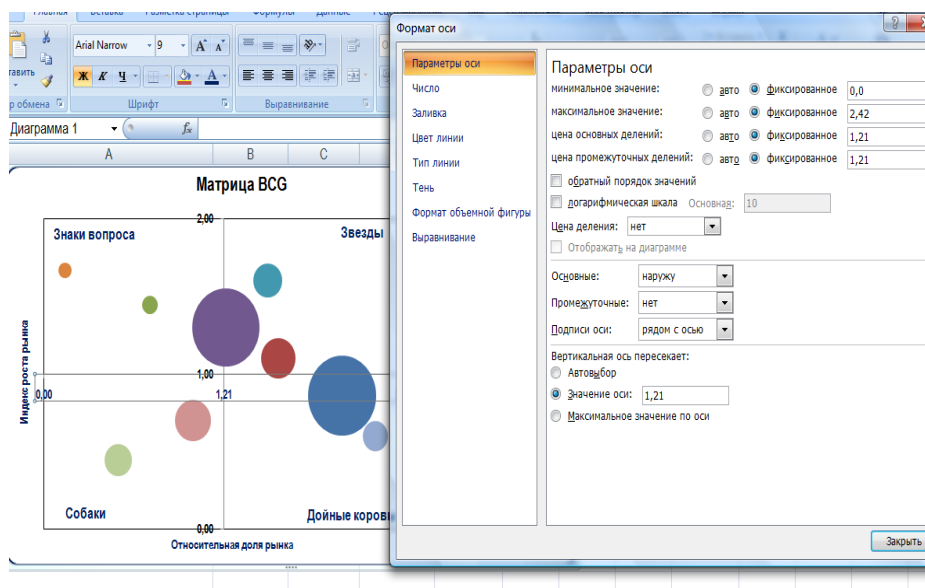 Главная Вставка Разметка страницы Формулы Данные
Arial Narrow 9 А А
Ж К Ч А
Шрифт
Выравнивание
Диаграмма 1 fx
A B C
Матрица BCG
2,00
Знаки вопроса
Звезды
Индекс роста рынка
1,00
0,00
1,21
Собаки
Дойные коровы
0,00
Относительная доля рынка
Формат оси
Параметры оси
Число
Заливка
Цвет линии
Тип линии
Тень
Формат объемной фигуры
Выравнивание
Параметры оси
минимальное значение: авто фиксированное 0,0
максимальное значение: авто фиксированное 2,42
цена основных делений: авто фиксированное 1,21
цена промежуточных делений: авто фиксированное 1,21
обратный порядок значений
логарифмическая шкала Основная: 10
Цена деления: нет
Отображать на диаграмме
Основные: наружу
Промежуточные: нет
Подписи оси: рядом с осью
Вертикальная ось пересекает:
Автовыбор
Значение оси: 1,21
Максимальное значение по оси
Закрыть